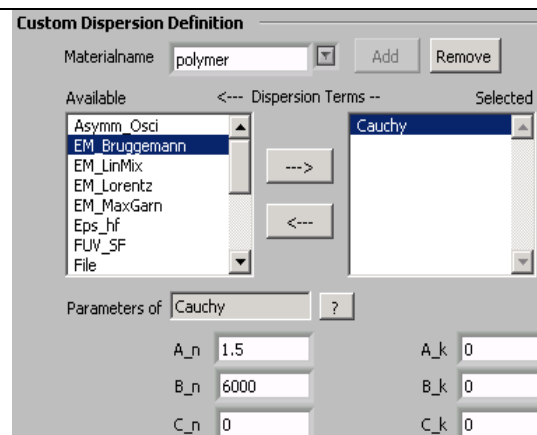 Custom Dispersion Definition
Materialname polymer Add Remove
Available <--- Dispersion Terms -- Selected
Asymm_Osci Cauchy
EM_Bruggemann
EM_LinMix --->
EM_Lorentz
EM_MaxGarn
Eps_hf <---
FUV_SF
File
Parameters of Cauchy ?
A_n 1.5 A_k 0
B_n 6000 B_k 0
C_n 0 C_k 0